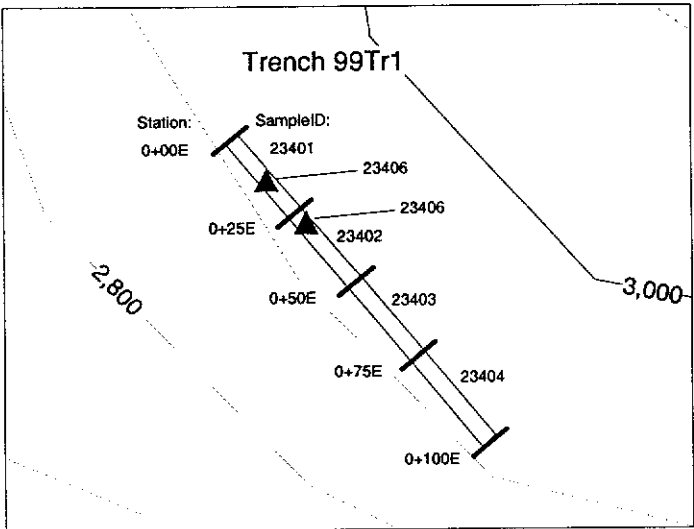 Trench 99Tr1
Station: SampleID:
0+00E 23401
23406
0+25E 23406
23402
0+50E 23403
2,800 3,000
0+75E 23404
0+100E